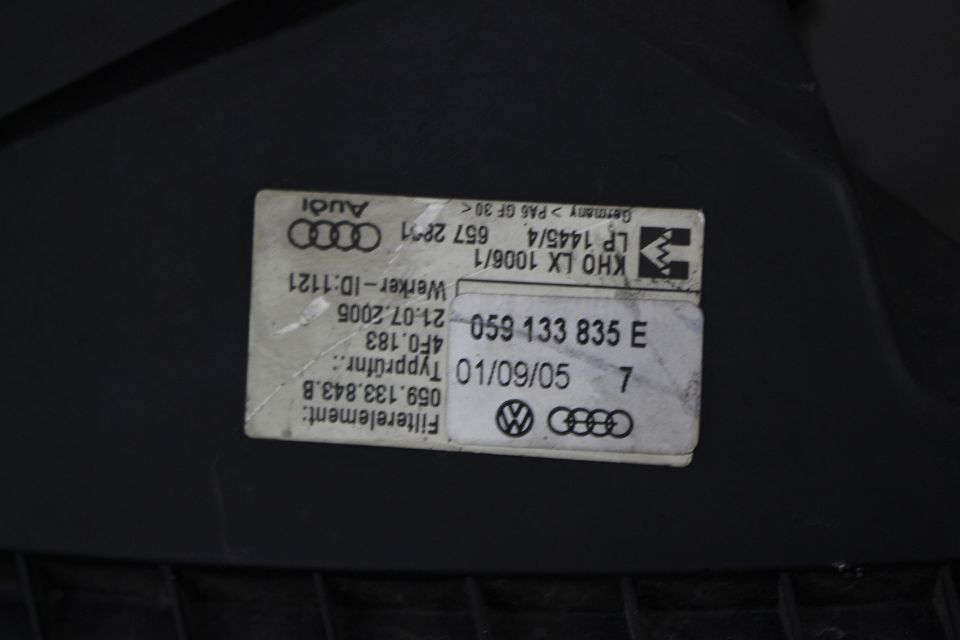 059 133 835 E
01/09/05 7
Filterelement:
059.133.843.B
Typprüfnr.:
4F0.183
21.07.2005
Werker-ID:1121
KHO LX 1006/1
LP 1445/4 657
Germany > PA6 GF 30 <
Audi